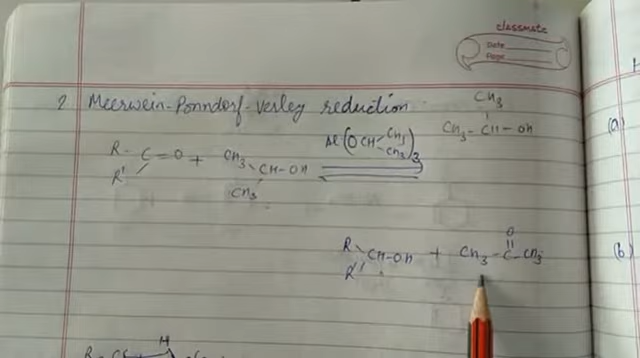 classmate
Date
Page
2. Meerwein-Ponndorf-Verley reduction
CH3
CH3-CH-OH
R
R'
C=O + CH3
CH3
CH-OH
Al(OCH CH3 CH3)3
(a)
R
R'
CH-OH + CH3-C-CH3
O
(b)
H